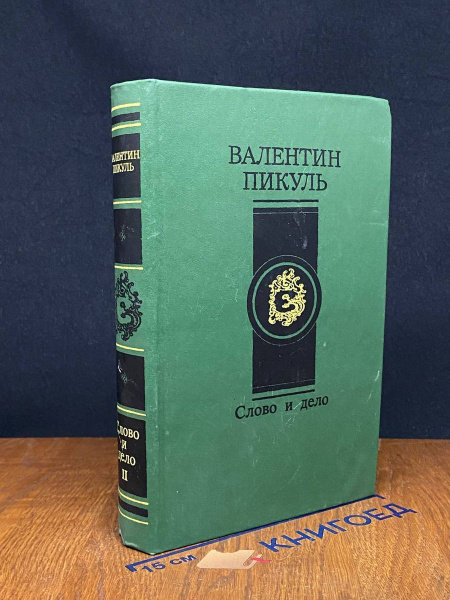 ВАЛЕНТИН
ПИКУЛЬ
Слово и дело
ВАЛЕНТИН
ПИКУЛЬ
Слово
и
дело
II
15 см
КНИГОЕД